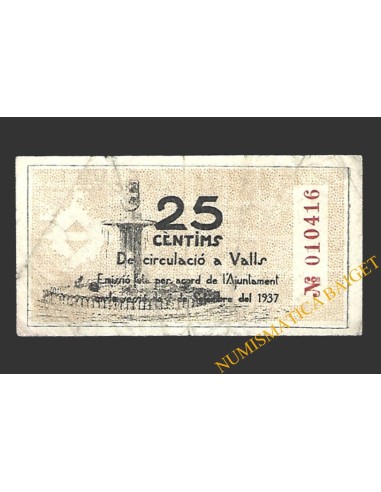 25
CENTIMS
De circulació a Valls
Emissió feta per acord de l'Ajuntament
del 1937
№ 010416
NUMISMATICA BAIGET